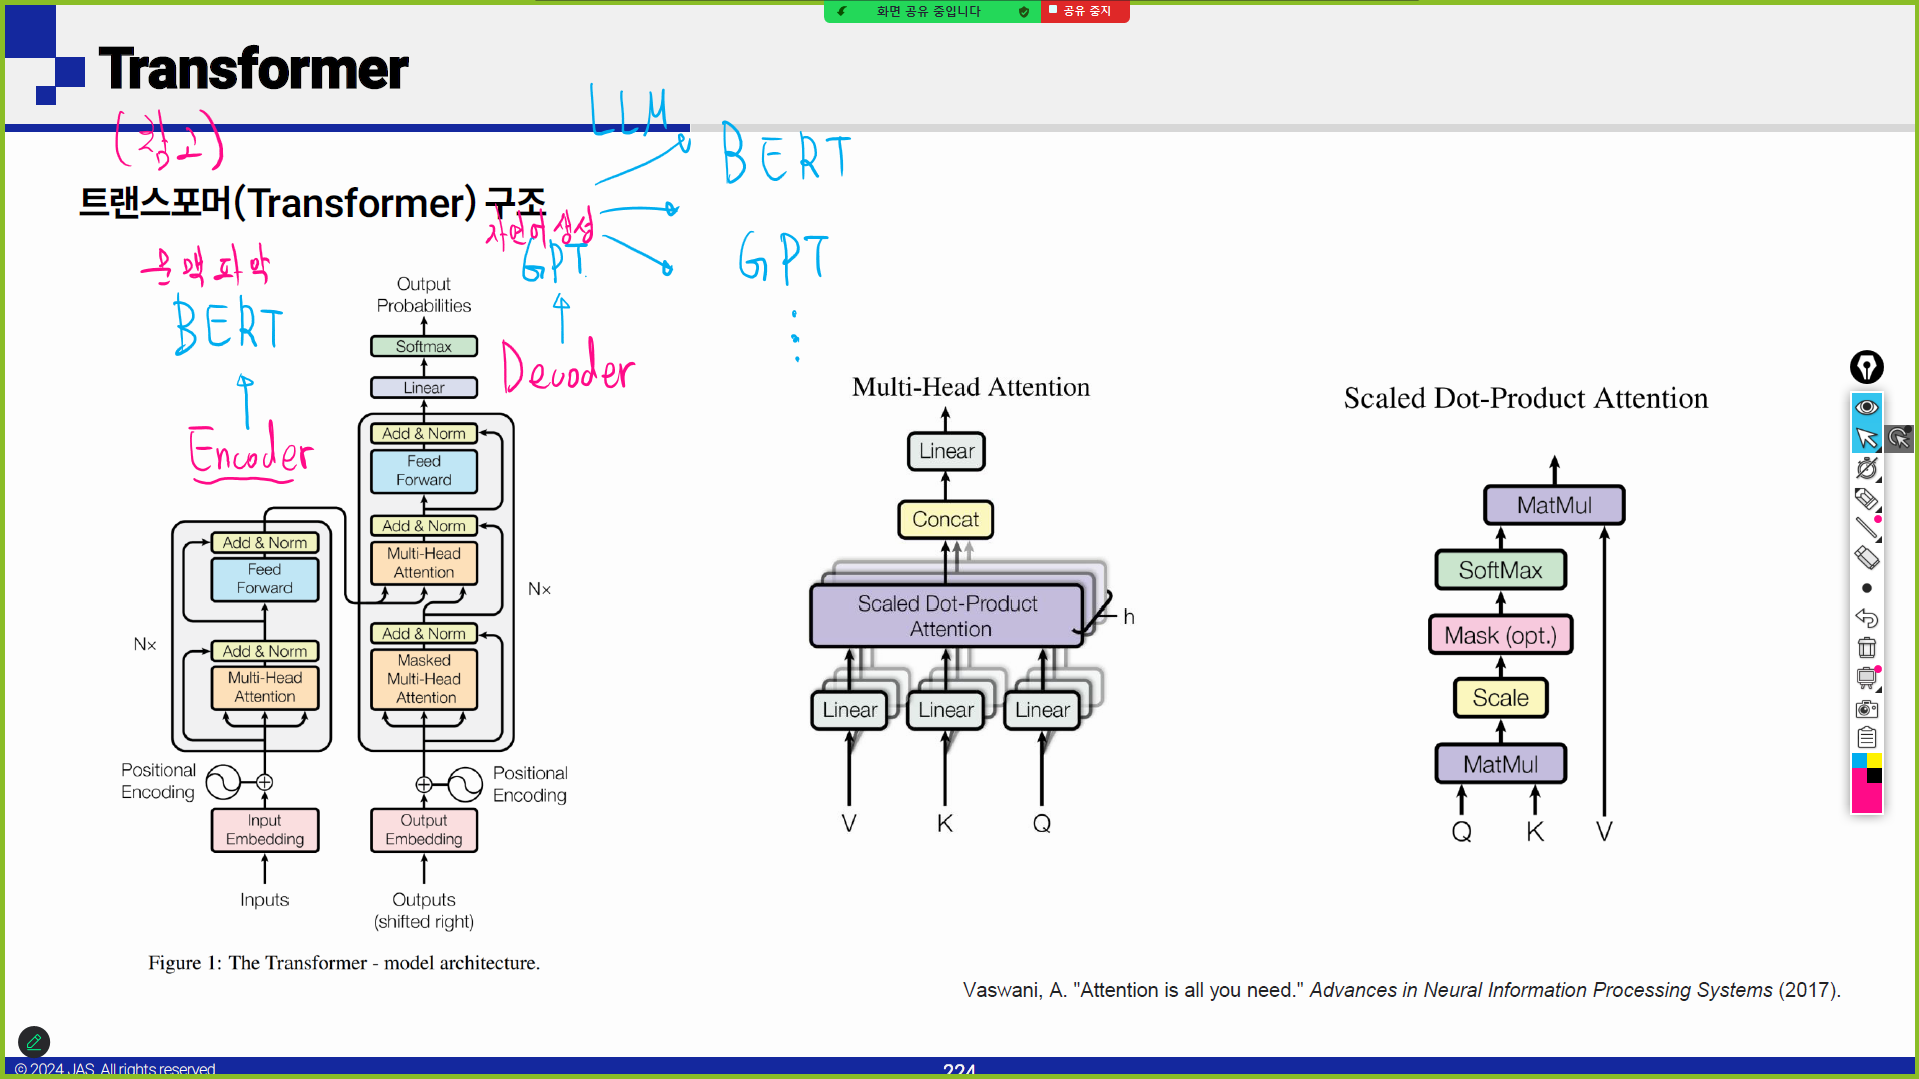 화면 공유 중입니다
공유 중지
Transformer
LLM
(참고)
BERT
트랜스포머(Transformer) 구조
자연어 생성
GPT
GPT
문맥파악
BERT
Decoder
Encoder
Output
Probabilities
Softmax
Linear
Add & Norm
Feed
Forward
Add & Norm
Multi-Head
Attention
Add & Norm
Masked
Multi-Head
Attention
Nx
Add & Norm
Feed
Forward
Add & Norm
Multi-Head
Attention
Nx
Positional
Encoding
Positional
Encoding
Input
Embedding
Output
Embedding
Inputs
Outputs
(shifted right)
Figure 1: The Transformer - model architecture.
Multi-Head Attention
Linear
Concat
Scaled Dot-Product
Attention
h
Linear
Linear
Linear
V
K
Q
Scaled Dot-Product Attention
MatMul
SoftMax
Mask (opt.)
Scale
MatMul
Q
K
V
Vaswani, A. "Attention is all you need." Advances in Neural Information Processing Systems (2017).
© 2024 JAS. All rights reserved
224